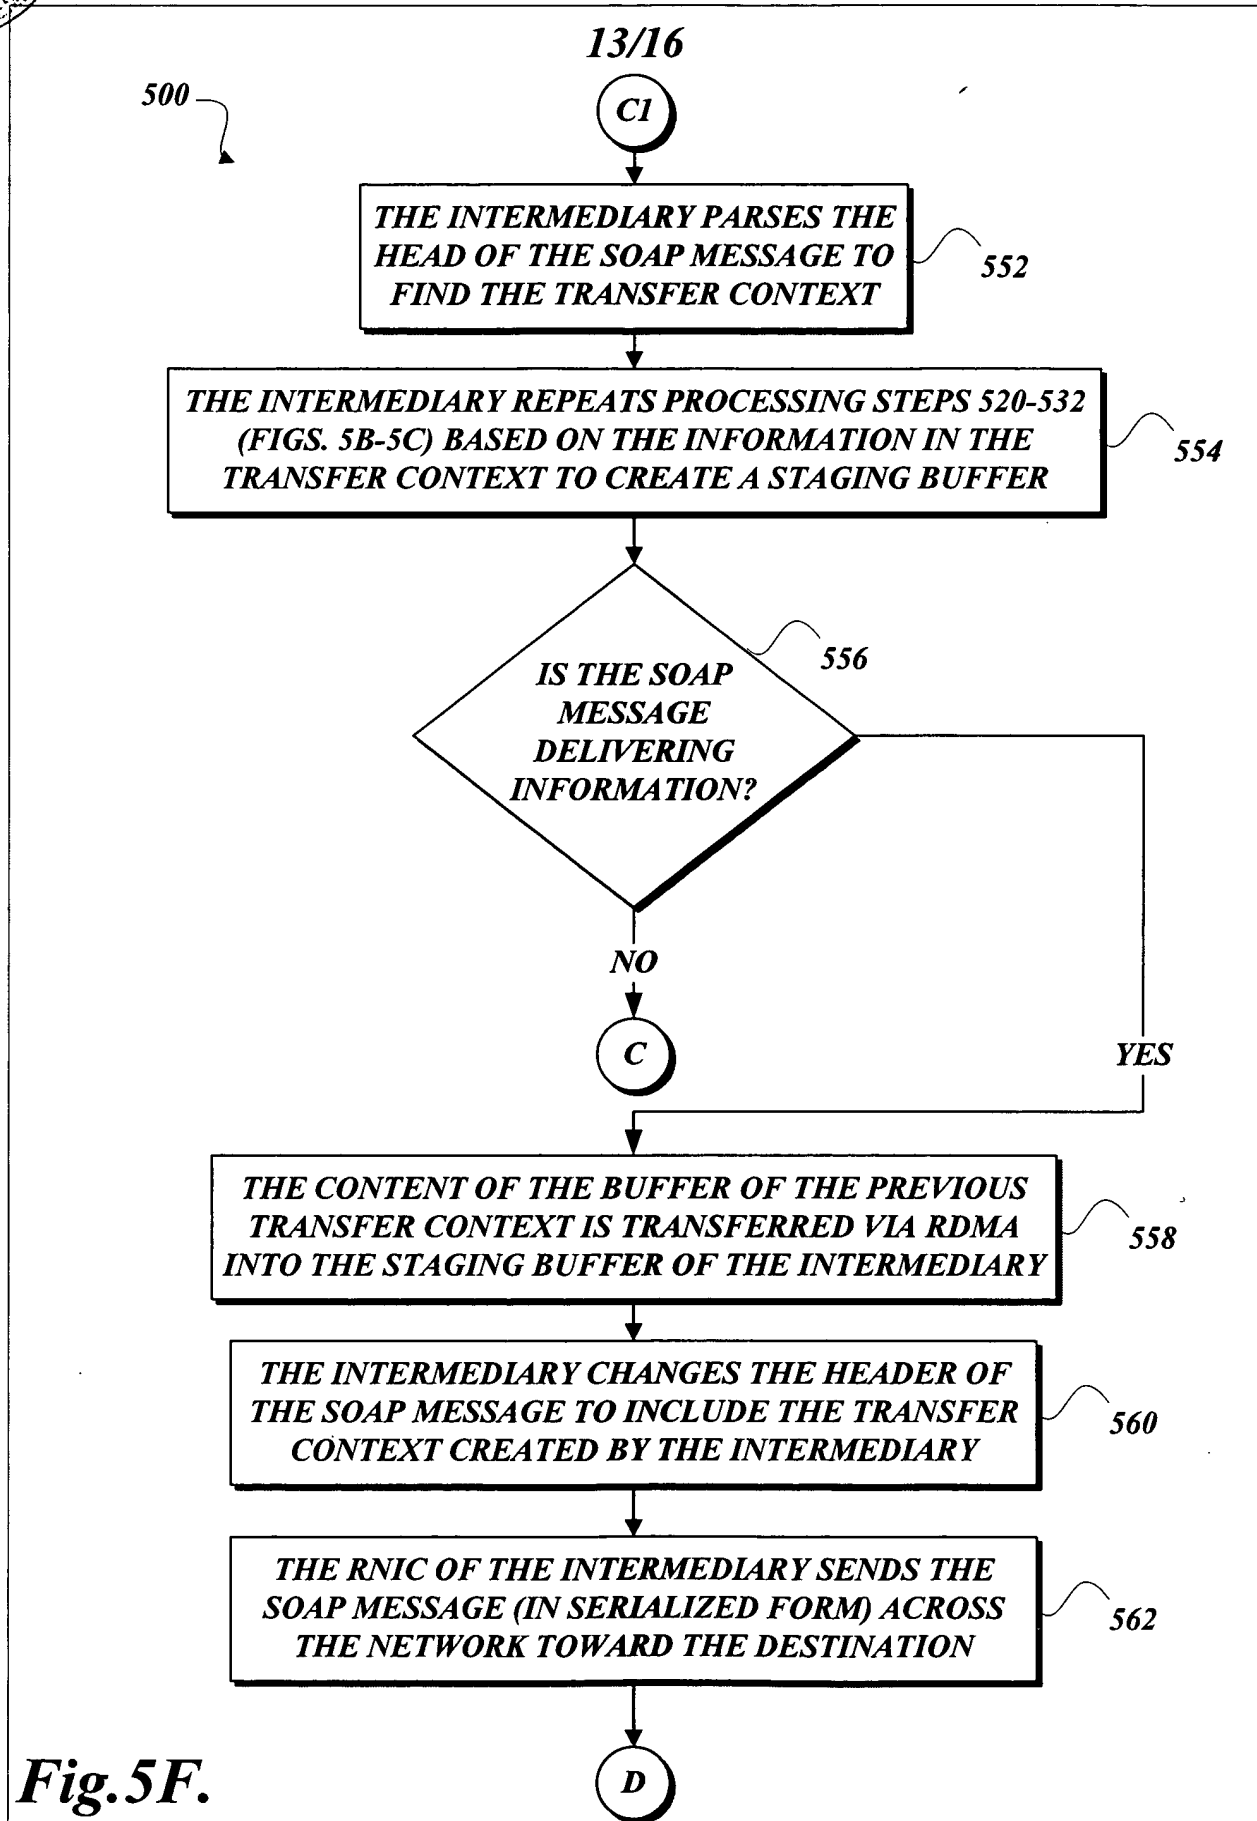 13/16
500
C1
THE INTERMEDIARY PARSES THE
HEAD OF THE SOAP MESSAGE TO
FIND THE TRANSFER CONTEXT
552
THE INTERMEDIARY REPEATS PROCESSING STEPS 520-532
(FIGS. 5B-5C) BASED ON THE INFORMATION IN THE
TRANSFER CONTEXT TO CREATE A STAGING BUFFER
554
IS THE SOAP
MESSAGE
DELIVERING
INFORMATION?
556
NO
C
YES
THE CONTENT OF THE BUFFER OF THE PREVIOUS
TRANSFER CONTEXT IS TRANSFERRED VIA RDMA
INTO THE STAGING BUFFER OF THE INTERMEDIARY
558
THE INTERMEDIARY CHANGES THE HEADER OF
THE SOAP MESSAGE TO INCLUDE THE TRANSFER
CONTEXT CREATED BY THE INTERMEDIARY
560
THE RNIC OF THE INTERMEDIARY SENDS THE
SOAP MESSAGE (IN SERIALIZED FORM) ACROSS
THE NETWORK TOWARD THE DESTINATION
562
D
Fig.5F.